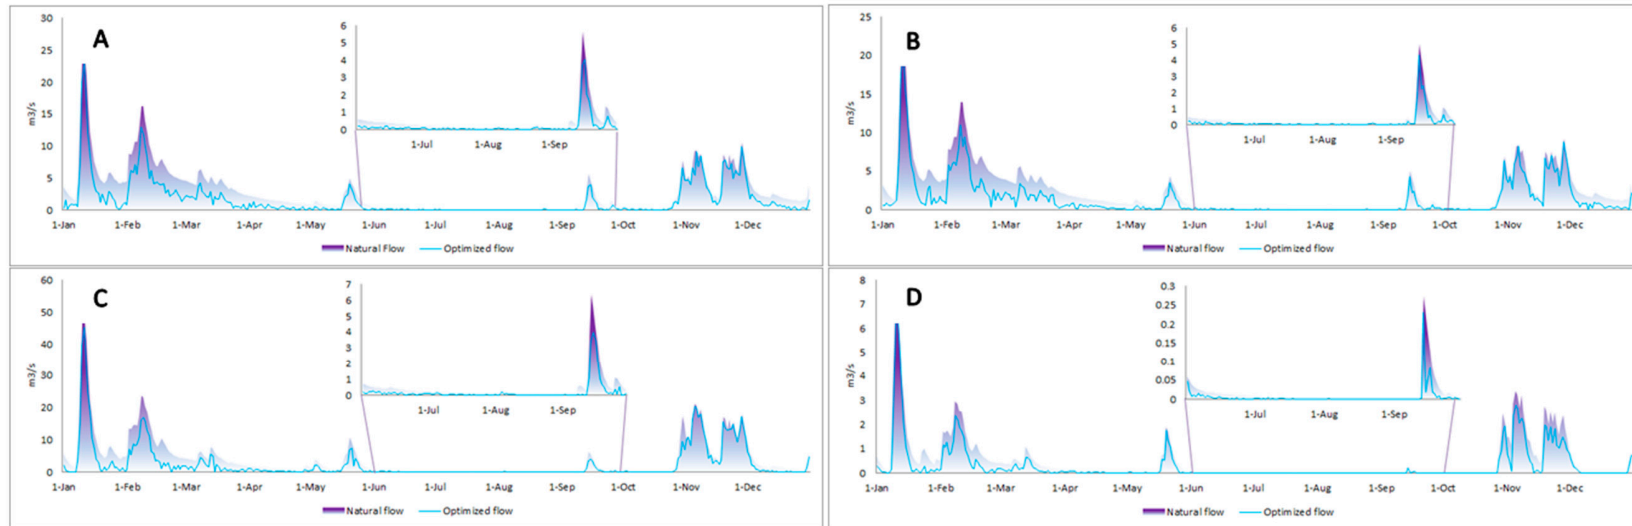 A
30
25
20
15
10
5
0
m3/s
1-Jan 1-Feb 1-Mar 1-Apr 1-May 1-Jun 1-Jul 1-Aug 1-Sep 1-Oct 1-Nov 1-Dec
6
5
4
3
2
1
0
1-Jul 1-Aug 1-Sep
Natural Flow Optimized flow
B
25
20
15
10
5
0
m3/s
1-Jan 1-Feb 1-Mar 1-Apr 1-May 1-Jun 1-Jul 1-Aug 1-Sep 1-Oct 1-Nov 1-Dec
6
5
4
3
2
1
0
1-Jul 1-Aug 1-Sep
Natural Flow Optimized flow
C
60
50
40
30
20
10
0
m3/s
1-Jan 1-Feb 1-Mar 1-Apr 1-May 1-Jun 1-Jul 1-Aug 1-Sep 1-Oct 1-Nov 1-Dec
7
6
5
4
3
2
1
0
1-Jul 1-Aug 1-Sep
Natural flow Optimized flow
D
8
7
6
5
4
3
2
1
0
m3/s
1-Jan 1-Feb 1-Mar 1-Apr 1-May 1-Jun 1-Jul 1-Aug 1-Sep 1-Oct 1-Nov 1-Dec
0.3
0.25
0.2
0.15
0.1
0.05
0
1-Jul 1-Aug 1-Sep
Natural flow Optimized flow